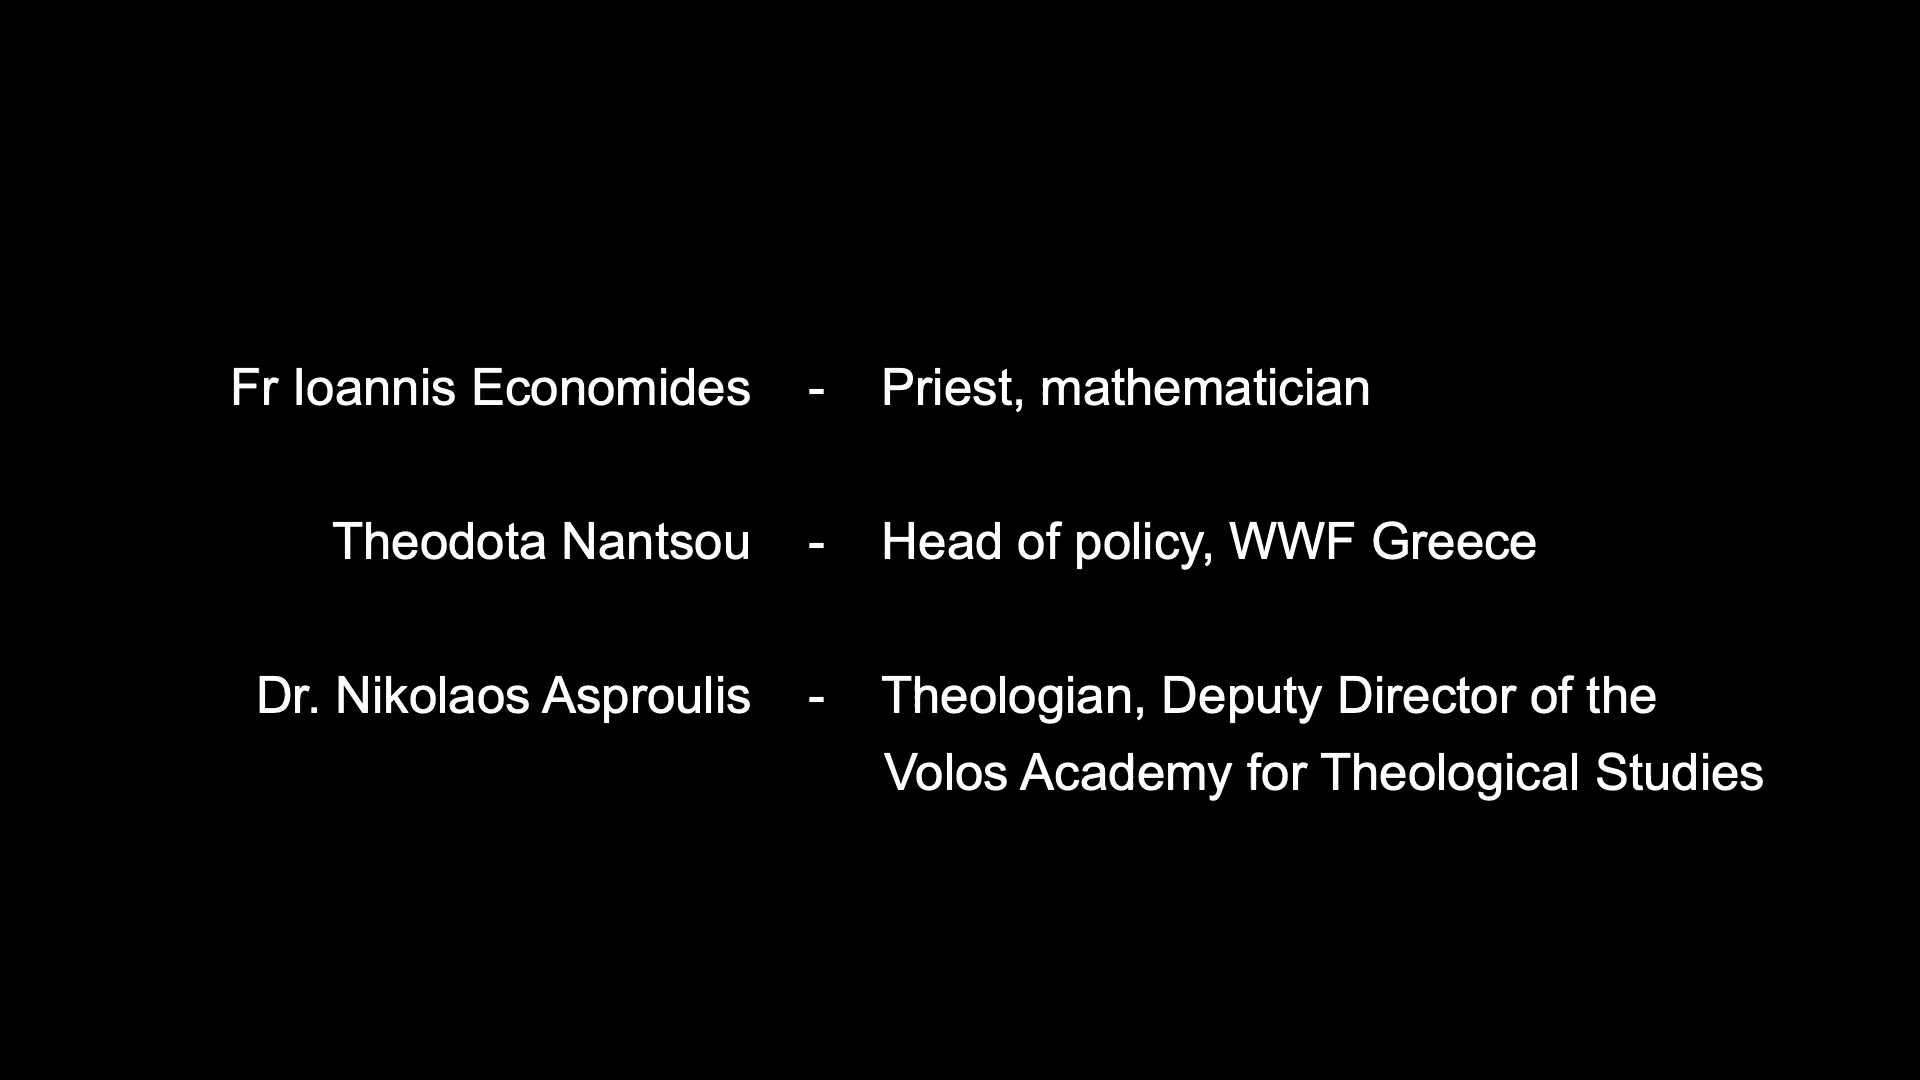 Fr Ioannis Economides - Priest, mathematician
Theodota Nantsou - Head of policy, WWF Greece
Dr. Nikolaos Asproulis - Theologian, Deputy Director of the
Volos Academy for Theological Studies